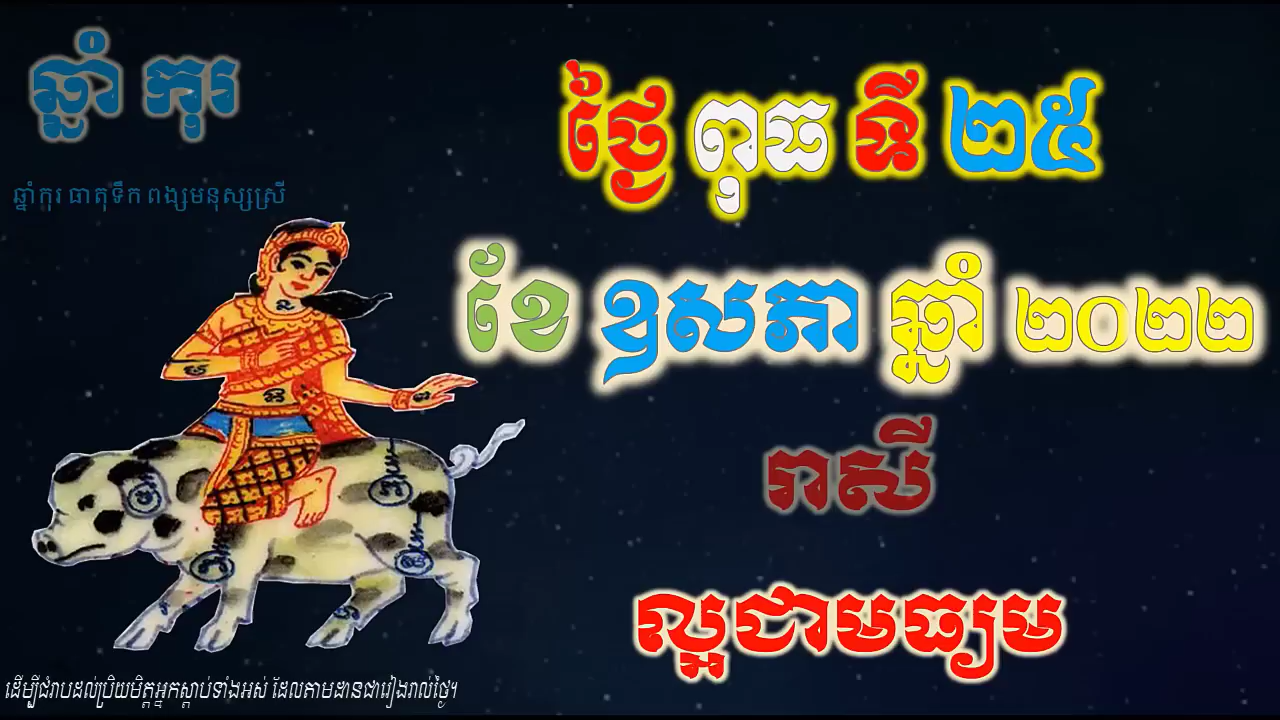 ឆ្នាំ កុរ
ឆ្នាំកុរ ធាតុទឹក ពង្សមនុស្សស្រី
ថ្ងៃ ពុធ ទី ២៥
ខែ ឧសភា ឆ្នាំ ២០២២
រាសី
ល្អជាមធ្យម
ដើម្បីជំរាបដល់ប្រិយមិត្តអ្នកស្តាប់ទាំងអស់ ដែលតាមដានជារៀងរាល់ថ្ងៃ។